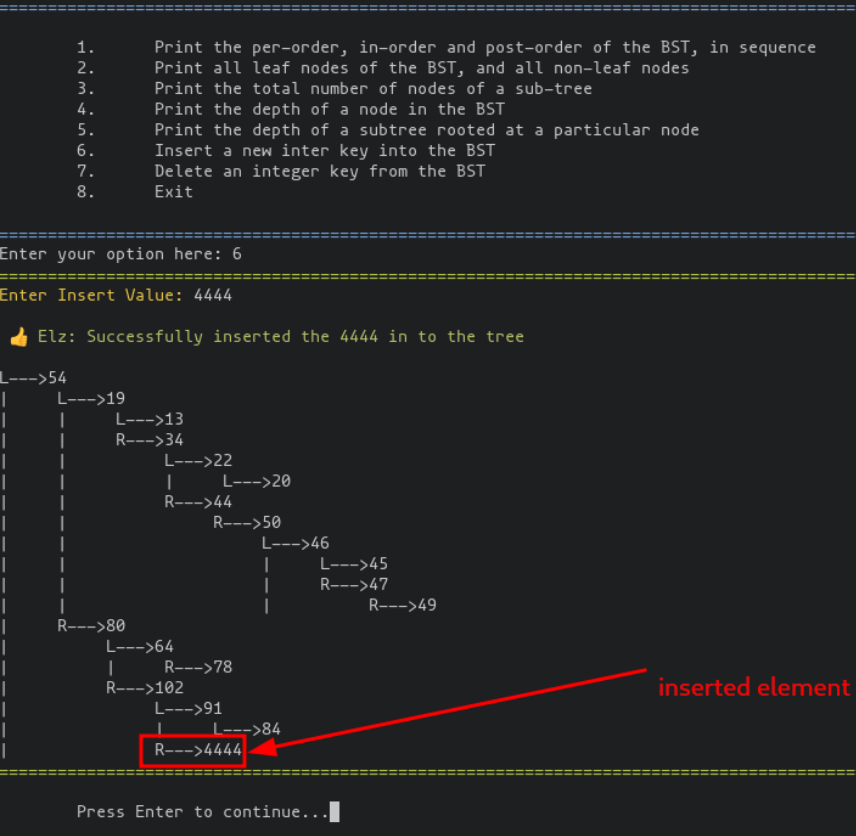 ================================================================================
1. Print the per-order, in-order and post-order of the BST, in sequence
2. Print all leaf nodes of the BST, and all non-leaf nodes
3. Print the total number of nodes of a sub-tree
4. Print the depth of a node in the BST
5. Print the depth of a subtree rooted at a particular node
6. Insert a new inter key into the BST
7. Delete an integer key from the BST
8. Exit
================================================================================
Enter your option here: 6
================================================================================
Enter Insert Value: 4444
👍 Elz: Successfully inserted the 4444 in to the tree
L--->54
|     L--->19
|     |     L--->13
|     |     R--->34
|     |          L--->22
|     |          |     L--->20
|     |          R--->44
|     |               R--->50
|     |                    L--->46
|     |                    |     L--->45
|     |                    |     R--->47
|     |                    |          R--->49
|     R--->80
|          L--->64
|          |     R--->78
|          R--->102
|               L--->91
|               |     L--->84
|               R--->4444
inserted element
================================================================================
Press Enter to continue...